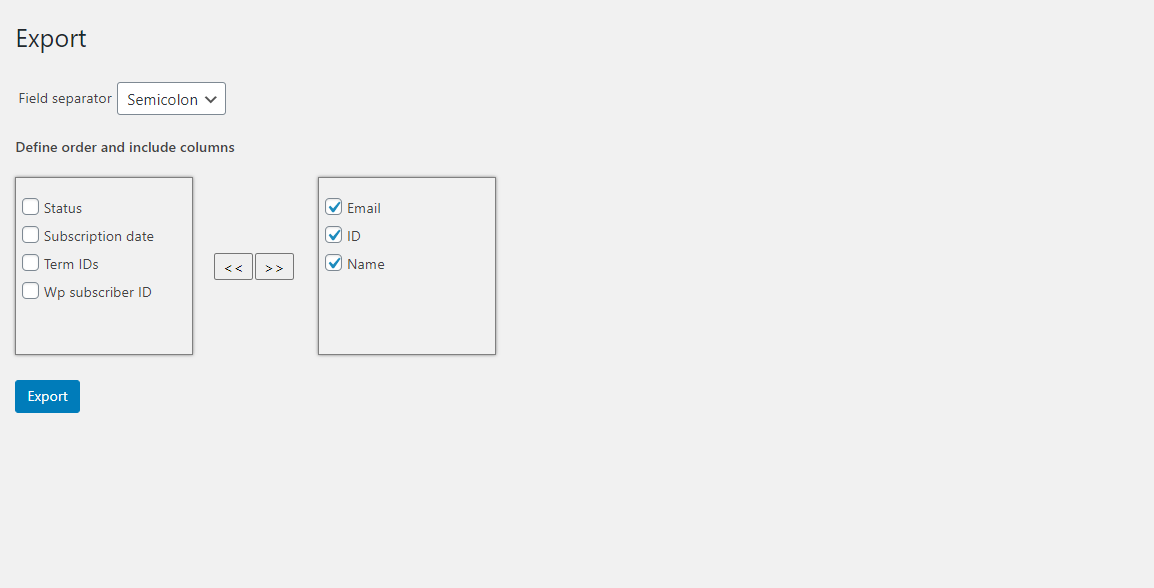 Export
Field separator Semicolon
Define order and include columns
Status
Subscription date
Term IDs
Wp subscriber ID
<< >>
Email
ID
Name
Export